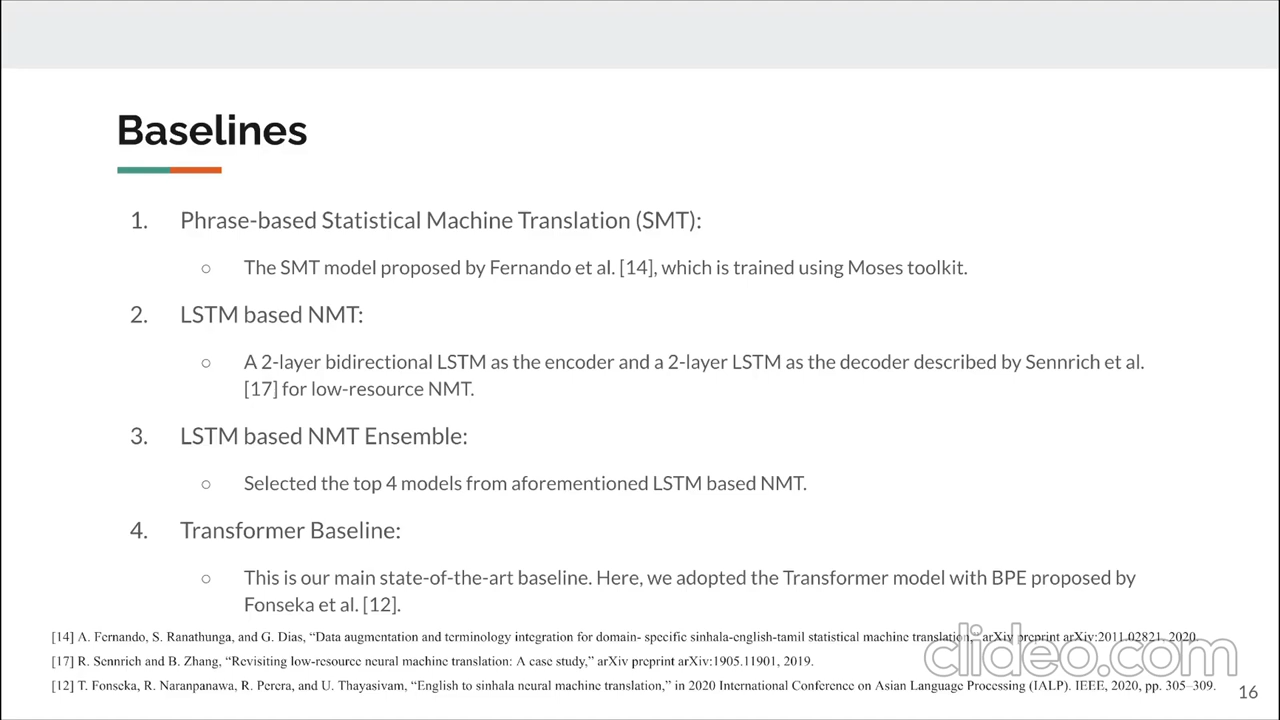 Baselines
1. Phrase-based Statistical Machine Translation (SMT):
○ The SMT model proposed by Fernando et al. [14], which is trained using Moses toolkit.
2. LSTM based NMT:
○ A 2-layer bidirectional LSTM as the encoder and a 2-layer LSTM as the decoder described by Sennrich et al.
[17] for low-resource NMT.
3. LSTM based NMT Ensemble:
○ Selected the top 4 models from aforementioned LSTM based NMT.
4. Transformer Baseline:
○ This is our main state-of-the-art baseline. Here, we adopted the Transformer model with BPE proposed by
Fonseka et al. [12].
[14] A. Fernando, S. Ranathunga, and G. Dias, “Data augmentation and terminology integration for domain- specific sinhala-english-tamil statistical machine translation,” arXiv preprint arXiv:2011.02821, 2020.
[17] R. Sennrich and B. Zhang, “Revisiting low-resource neural machine translation: A case study,” arXiv preprint arXiv:1905.11901, 2019.
[12] T. Fonseka, R. Naranpanawa, R. Perera, and U. Thayasivam, “English to sinhala neural machine translation,” in 2020 International Conference on Asian Language Processing (IALP). IEEE, 2020, pp. 305–309.
clideo.com
16